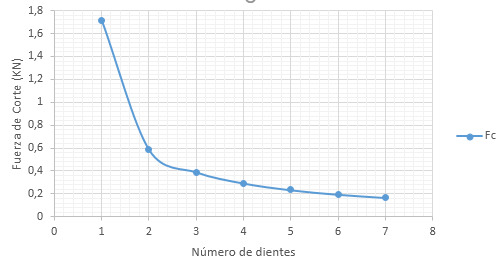 1,8
1,6
1,4
1,2
1
0,8
0,6
0,4
0,2
0
Fuerza de Corte (KN)
Fc
0 1 2 3 4 5 6 7 8
Número de dientes